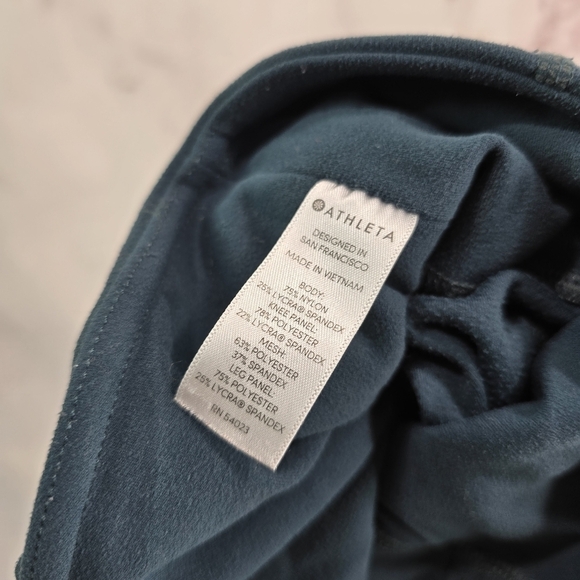 ATHLETA
DESIGNED IN
SAN FRANCISCO
MADE IN VIETNAM
BODY:
75% NYLON
25% LYCRA® SPANDEX
KNEE PANEL:
78% POLYESTER
22% LYCRA® SPANDEX
MESH:
63% POLYESTER
37% SPANDEX
LEG PANEL:
75% POLYESTER
25% LYCRA® SPANDEX
RN 54023